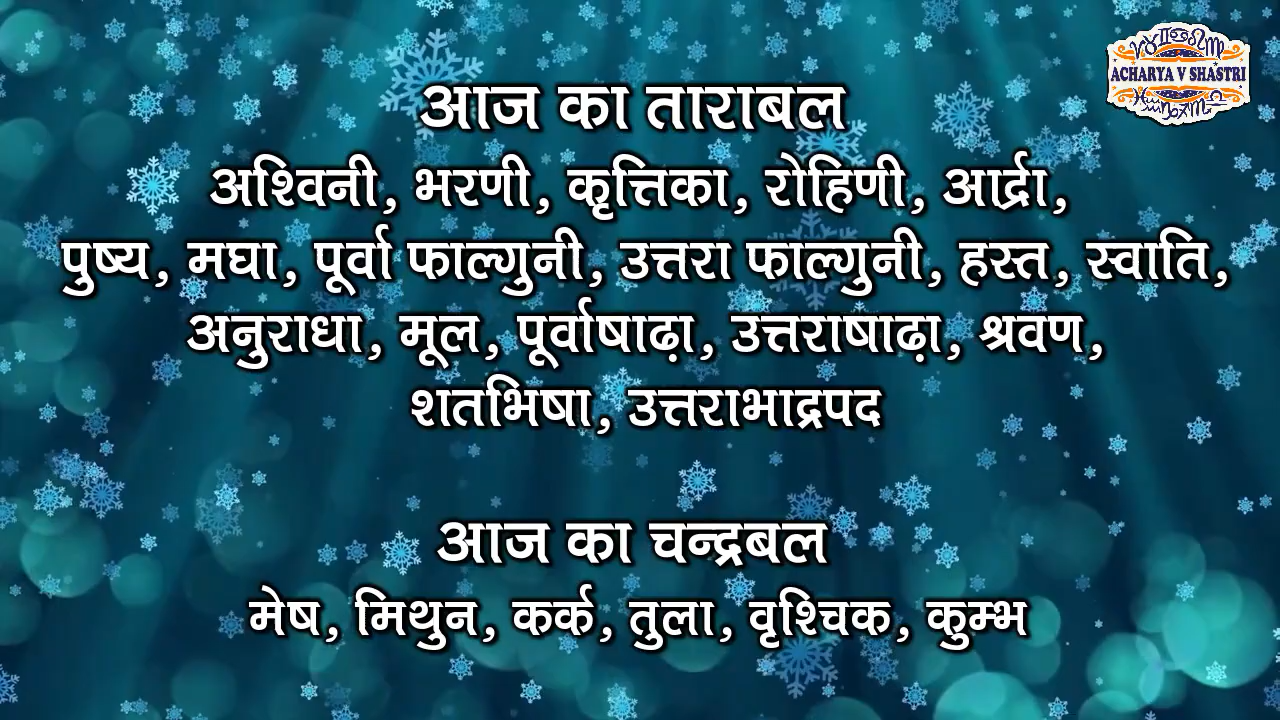 ACHARYA V SHASTRI
आज का ताराबल
अश्विनी, भरणी, कृत्तिका, रोहिणी, आर्द्रा,
पुष्य, मघा, पूर्वा फाल्गुनी, उत्तरा फाल्गुनी, हस्त, स्वाति,
अनुराधा, मूल, पूर्वाषाढ़ा, उत्तराषाढ़ा, श्रवण,
शतभिषा, उत्तराभाद्रपद
आज का चन्द्रबल
मेष, मिथुन, कर्क, तुला, वृश्चिक, कुम्भ